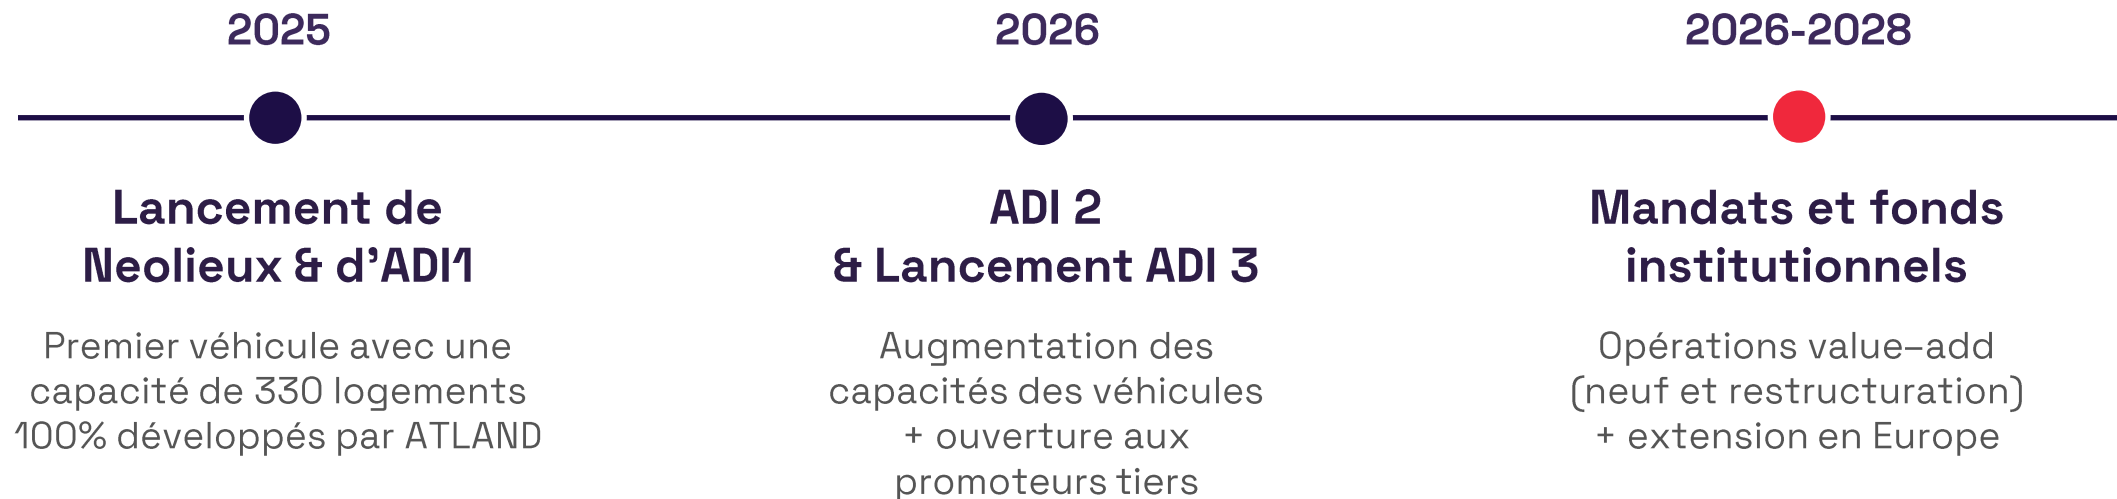 2025
Lancement de
Neolieux & d’ADI1
Premier véhicule avec une
capacité de 330 logements
100% développés par ATLAND
2026
ADI 2
& Lancement ADI 3
Augmentation des
capacités des véhicules
+ ouverture aux
promoteurs tiers
2026-2028
Mandats et fonds
institutionnels
Opérations value–add
(neuf et restructuration)
+ extension en Europe